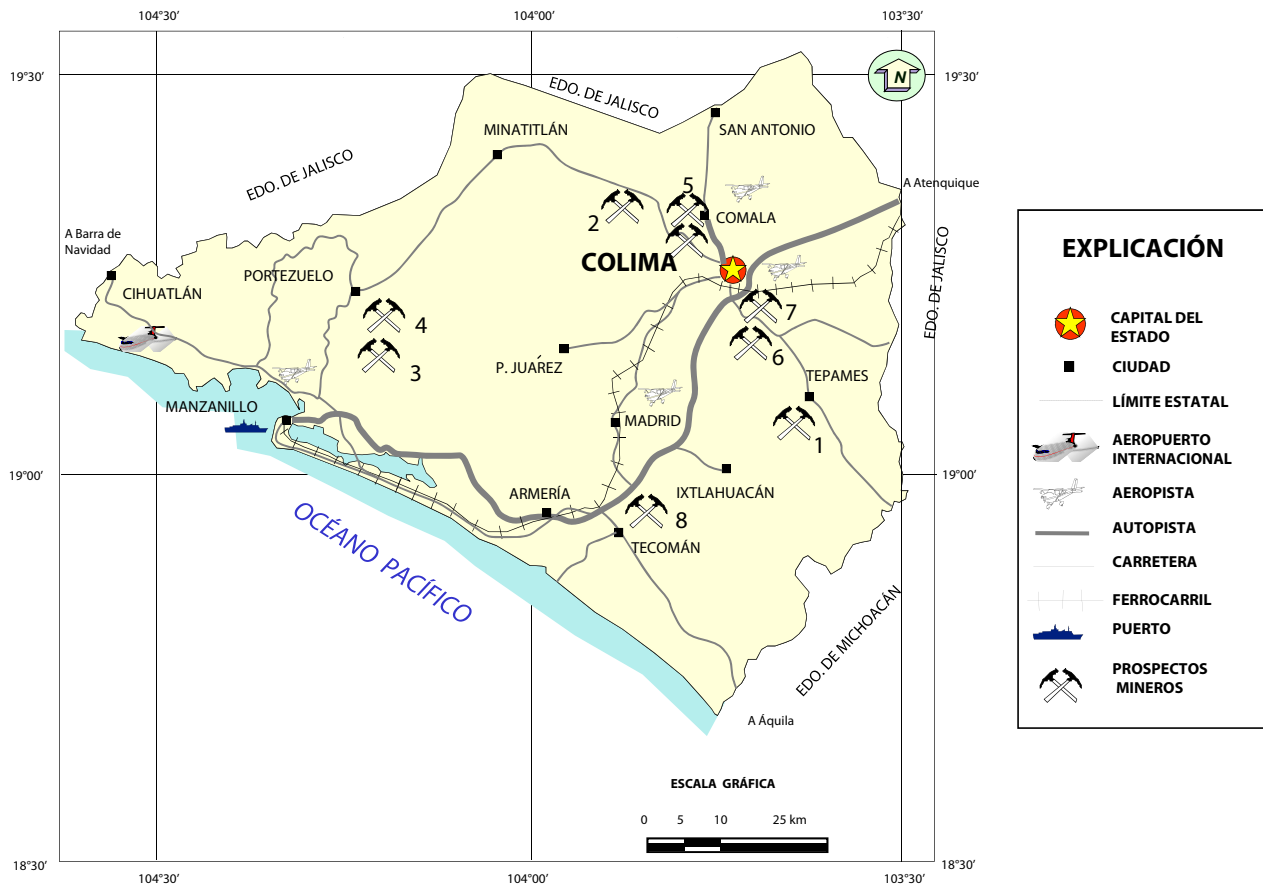 104°30’
104°00’
103°30’
19°30’
19°30’
EDO. DE JALISCO
N
MINATITLÁN
SAN ANTONIO
EDO. DE JALISCO
A Atenquique
5
2
COMALA
A Barra de
Navidad
COLIMA
EDO. DE JALISCO
PORTEZUELO
CIHUATLÁN
7
4
6
P. JUÁREZ
3
TEPAMES
MANZANILLO
MADRID
1
19°00’
19°00’
ARMERÍA
IXTLAHUACÁN
8
TECOMÁN
OCÉANO PACÍFICO
EDO. DE MICHOACÁN
A Áquila
ESCALA GRÁFICA
0 5 10 25 km
18°30’
18°30’
104°30’
104°00’
103°30’
EXPLICACIÓN
CAPITAL DEL
ESTADO
CIUDAD
LÍMITE ESTATAL
AEROPUERTO
INTERNACIONAL
AEROPISTA
AUTOPISTA
CARRETERA
FERROCARRIL
PUERTO
PROSPECTOS
MINEROS